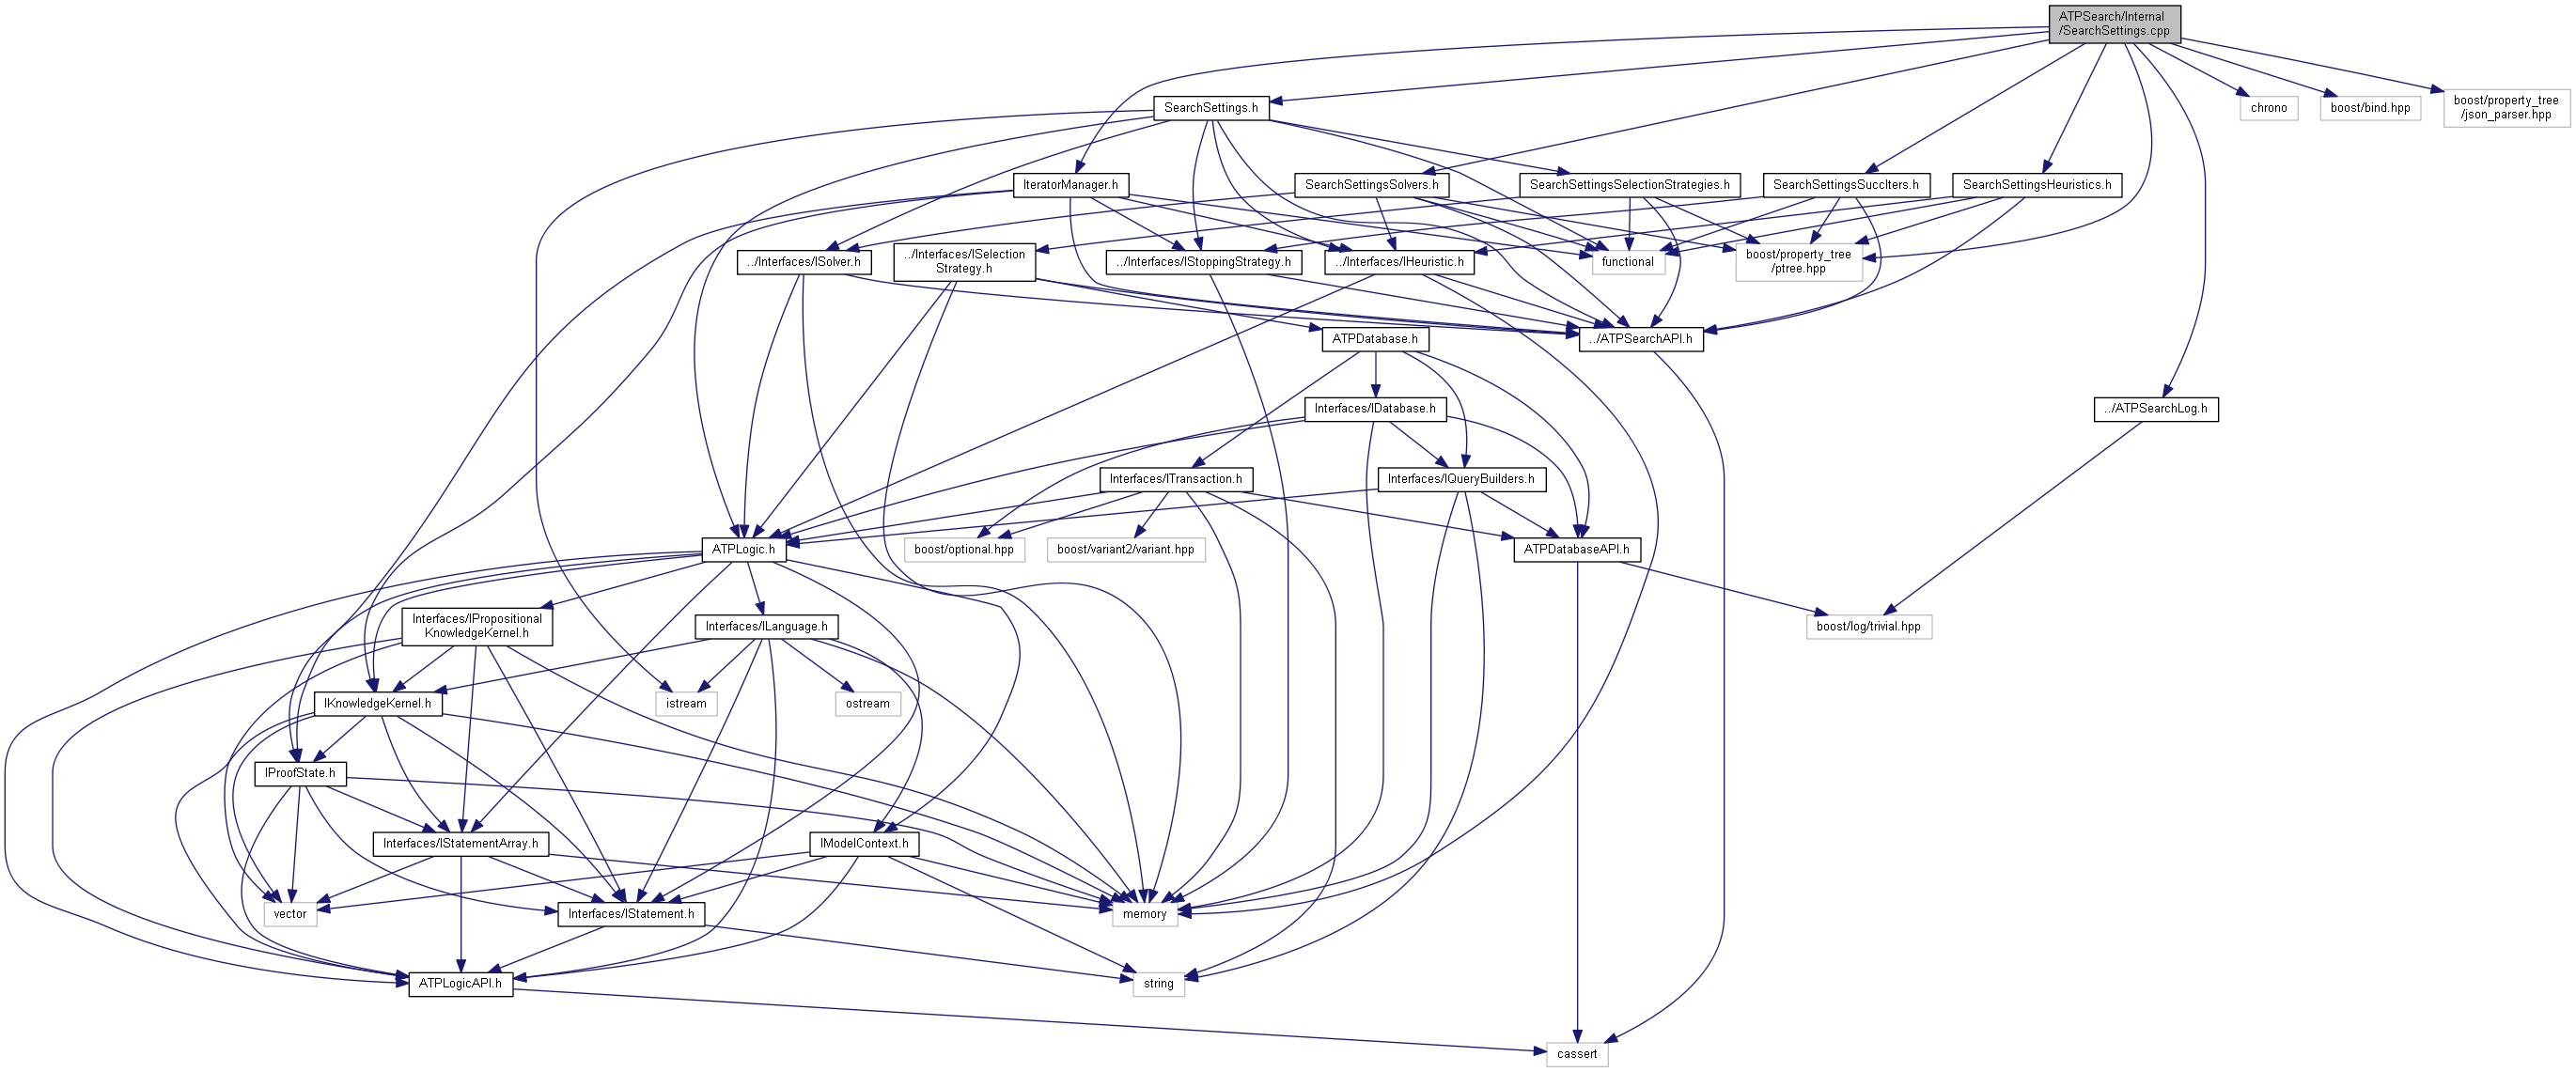 ATPSearch/Internal
/SearchSettings.cpp
SearchSettings.h
chrono
boost/bind.hpp
boost/property_tree
/json_parser.hpp
IteratorManager.h
SearchSettingsSolvers.h
SearchSettingsSelectionStrategies.h
SearchSettingsSuccIters.h
SearchSettingsHeuristics.h
../Interfaces/ISolver.h
../Interfaces/ISelection
Strategy.h
../Interfaces/IStoppingStrategy.h
../Interfaces/IHeuristic.h
functional
boost/property_tree
/ptree.hpp
ATPDatabase.h
../ATPSearchAPI.h
Interfaces/IDatabase.h
../ATPSearchLog.h
Interfaces/ITransaction.h
Interfaces/IQueryBuilders.h
ATPLogic.h
boost/optional.hpp
boost/variant2/variant.hpp
ATPDatabaseAPI.h
Interfaces/IPropositional
KnowledgeKernel.h
Interfaces/ILanguage.h
boost/log/trivial.hpp
IKnowledgeKernel.h
istream
ostream
IProofState.h
Interfaces/IStatementArray.h
IModelContext.h
vector
Interfaces/IStatement.h
memory
ATPLogicAPI.h
string
cassert